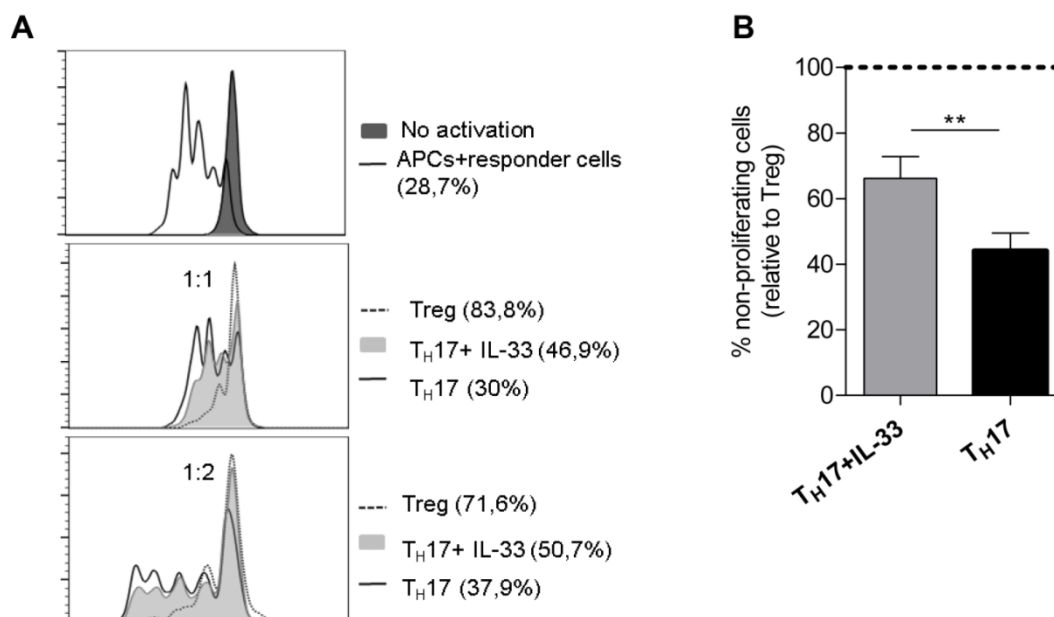 A
No activation
APCs+responder cells
(28,7%)
1:1
Treg (83,8%)
TH17+ IL-33 (46,9%)
TH17 (30%)
1:2
Treg (71,6%)
TH17+ IL-33 (50,7%)
TH17 (37,9%)
B
% non-proliferating cells
(relative to Treg)
100
80
60
40
20
0
**
TH17+IL-33
TH17